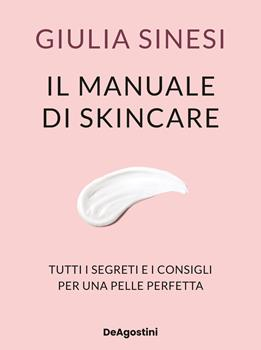 GIULIA SINESI
IL MANUALE
DI SKINCARE
TUTTI I SEGRETI E I CONSIGLI
PER UNA PELLE PERFETTA
DeAgostini